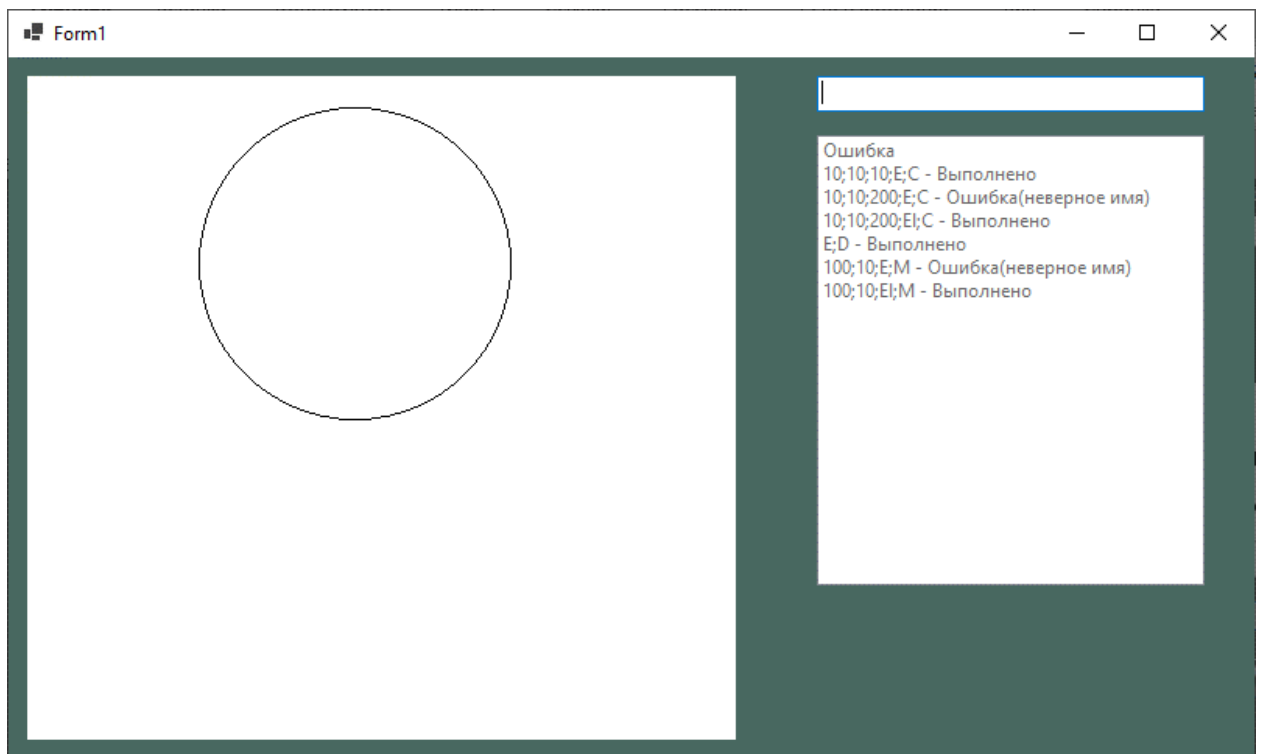 Form1
Ошибка
10;10;10;E;C - Выполнено
10;10;200;E;C - Ошибка(неверное имя)
10;10;200;El;C - Выполнено
E;D - Выполнено
100;10;E;M - Ошибка(неверное имя)
100;10;El;M - Выполнено